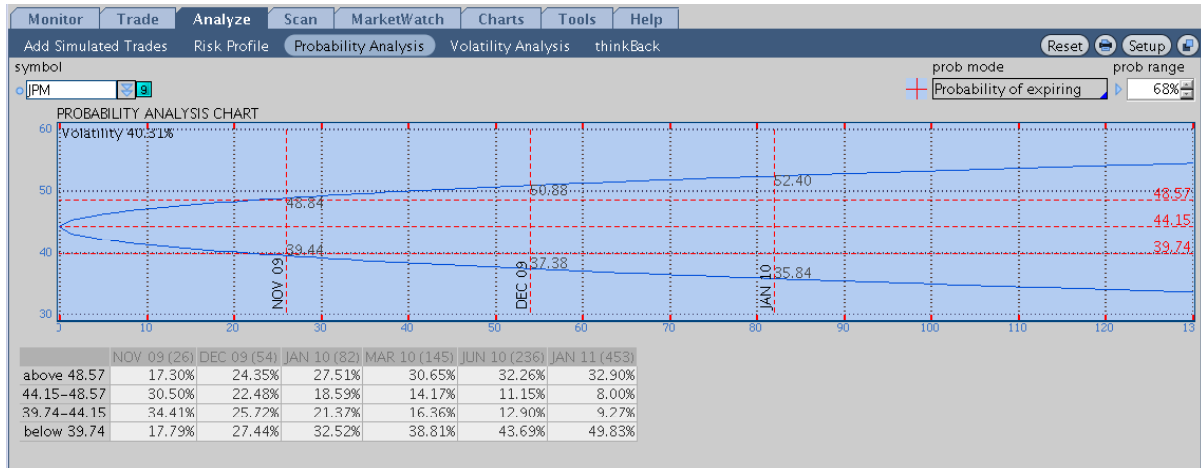 Monitor Trade Analyze Scan MarketWatch Charts Tools Help
Add Simulated Trades Risk Profile Probability Analysis Volatility Analysis thinkBack Reset Setup
symbol prob mode prob range
JPM 9 Probability of expiring 68%
PROBABILITY ANALYSIS CHART
60 Volatility 40.31%
50 50.88 52.40
48.84 48.57
44.15
40 39.44 39.74
37.38
35.84
NOV 09 DEC 09 JAN 10
30
0 10 20 30 40 50 60 70 80 90 100 110 120 13
NOV 09 (26) DEC 09 (54) JAN 10 (82) MAR 10 (145) JUN 10 (236) JAN 11 (453)
above 48.57 17.30% 24.35% 27.51% 30.65% 32.26% 32.90%
44.15-48.57 30.50% 22.48% 18.59% 14.17% 11.15% 8.00%
39.74-44.15 34.41% 25.72% 21.37% 16.36% 12.90% 9.27%
below 39.74 17.79% 27.44% 32.52% 38.81% 43.69% 49.83%